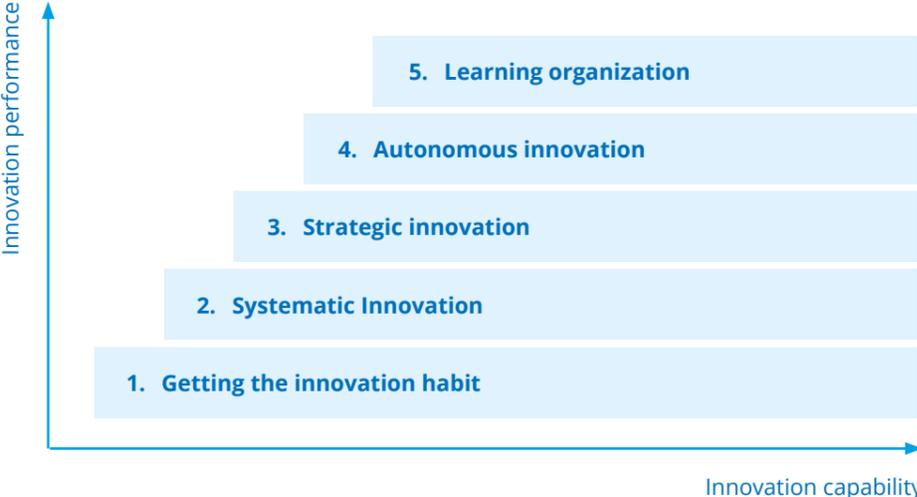 Innovation performance
5. Learning organization
4. Autonomous innovation
3. Strategic innovation
2. Systematic Innovation
1. Getting the innovation habit
Innovation capability